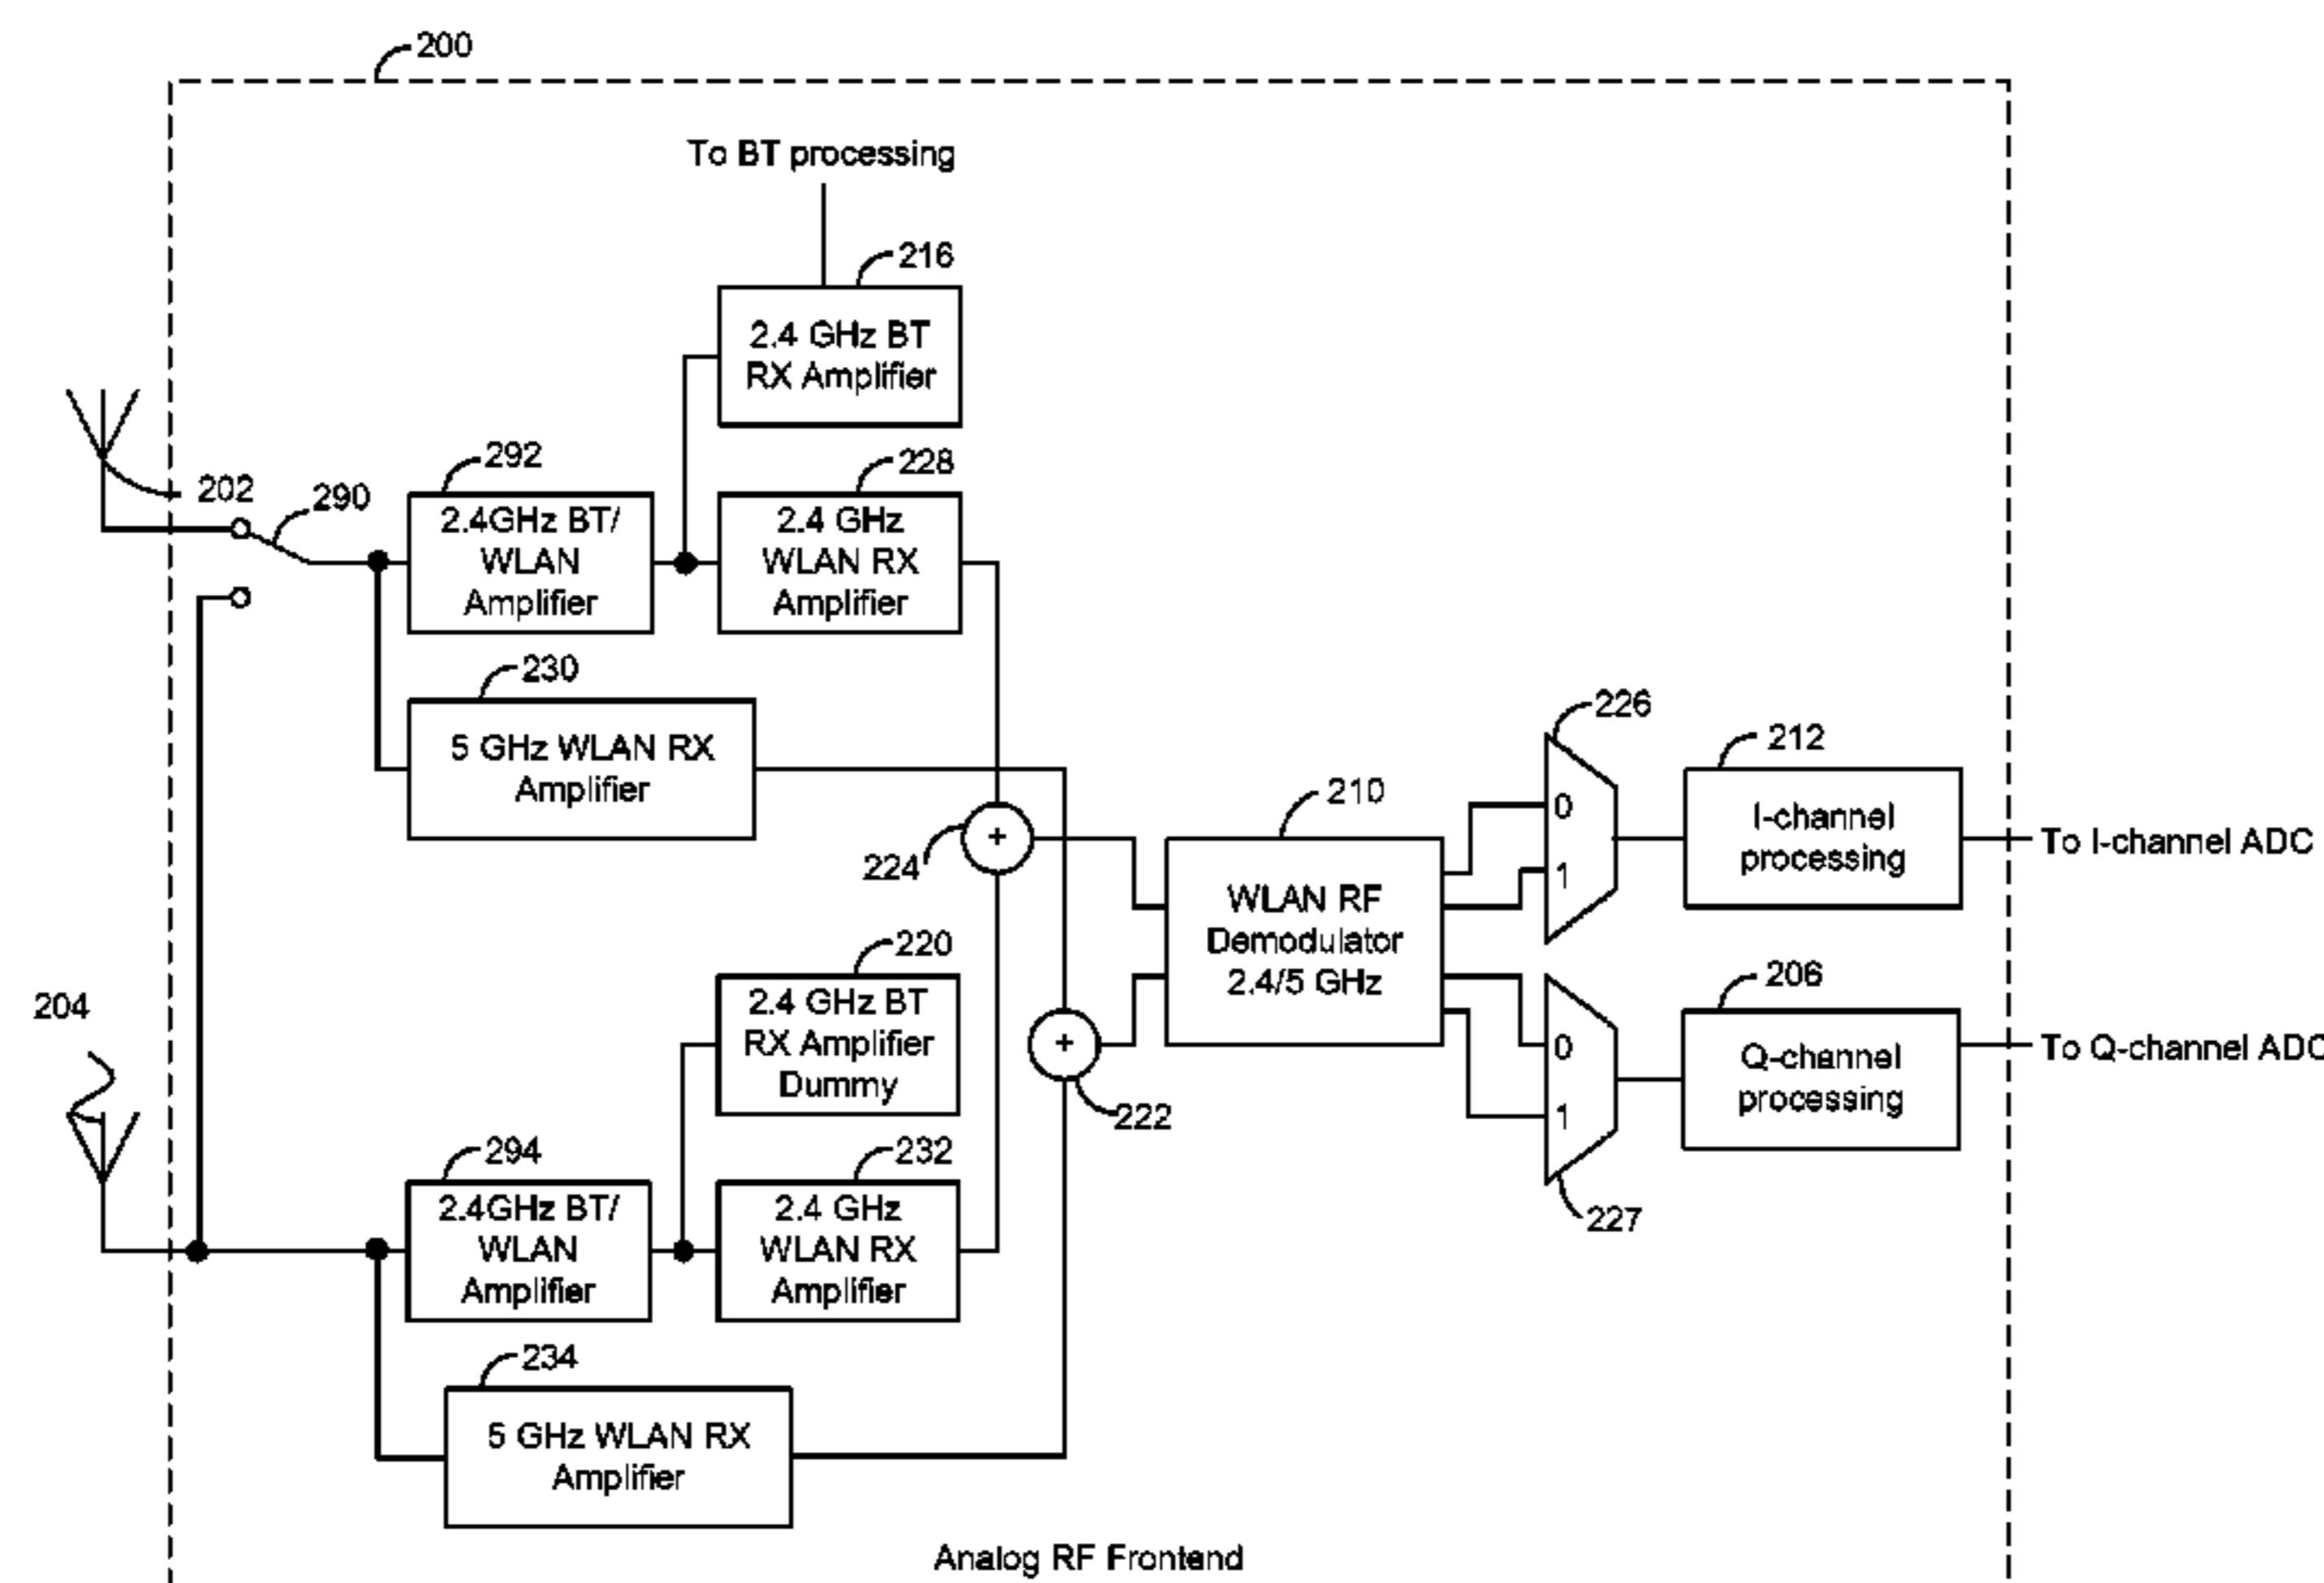 200
To BT processing
216
2.4 GHz BT
RX Amplifier
292
228
202
290
2.4GHz BT/
WLAN
Amplifier
2.4 GHz
WLAN RX
Amplifier
230
5 GHz WLAN RX
Amplifier
226
212
210
224
+
0
1
I-channel
processing
To I-channel ADC
WLAN RF
Demodulator
2.4/5 GHz
220
206
204
2.4 GHz BT
RX Amplifier
Dummy
+
222
0
1
Q-channel
processing
To Q-channel ADC
227
294
232
2.4GHz BT/
WLAN
Amplifier
2.4 GHz
WLAN RX
Amplifier
234
5 GHz WLAN RX
Amplifier
Analog RF Frontend